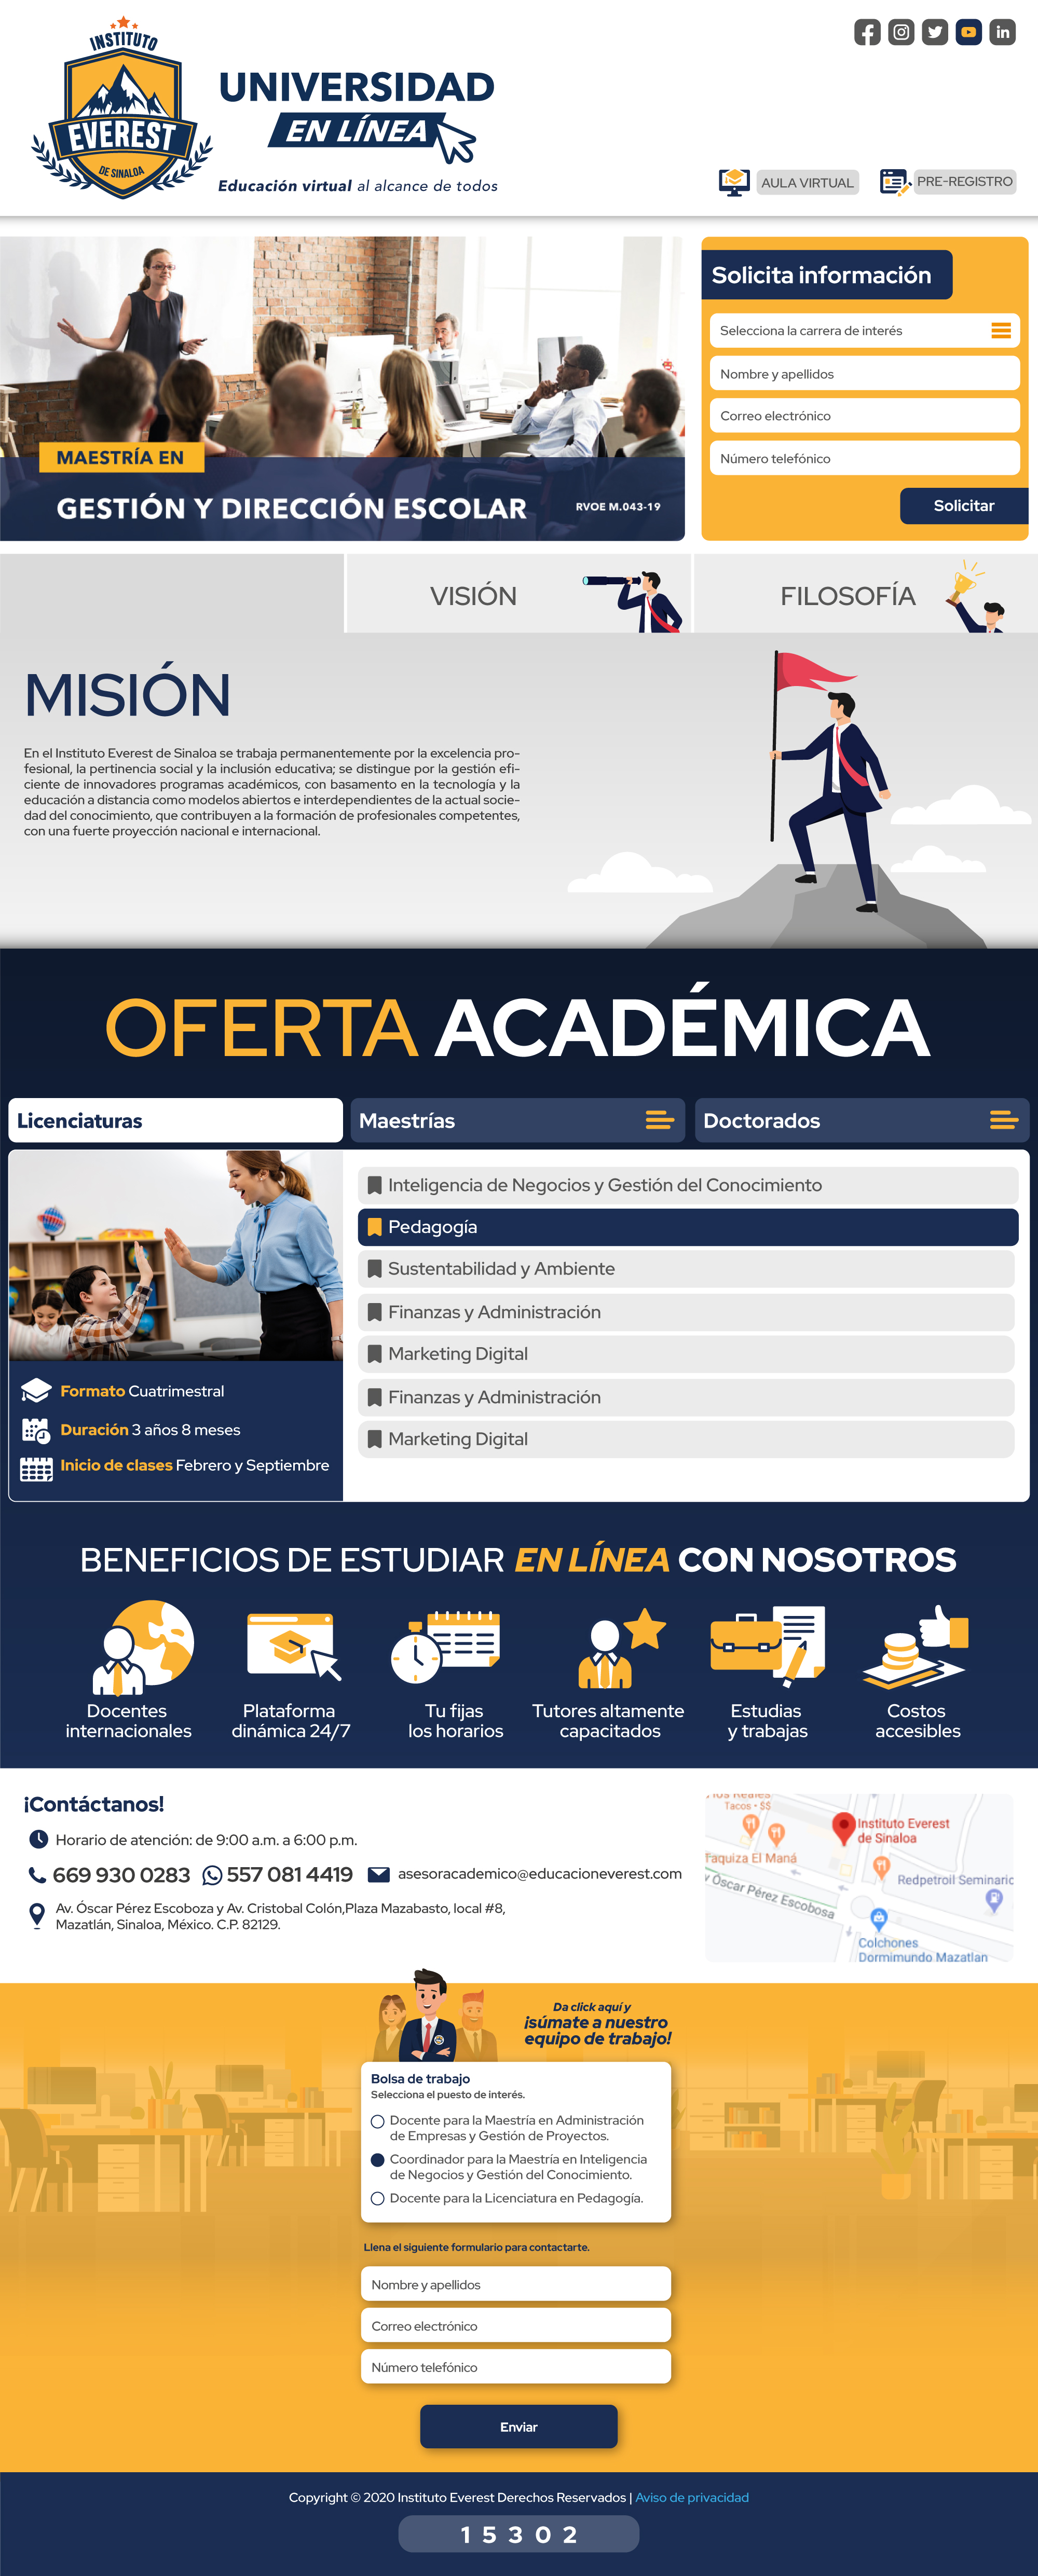 INSTITUTO
EVEREST
DE SINALOA
UNIVERSIDAD
EN LÍNEA
Educación virtual al alcance de todos
AULA VIRTUAL
PRE-REGISTRO
MAESTRÍA EN
GESTIÓN Y DIRECCIÓN ESCOLAR
RVOE M.043-19
Solicita información
Selecciona la carrera de interés
Nombre y apellidos
Correo electrónico
Número telefónico
Solicitar
VISIÓN
FILOSOFÍA
MISIÓN
En el Instituto Everest de Sinaloa se trabaja permanentemente por la excelencia pro-
fesional, la pertinencia social y la inclusión educativa; se distingue por la gestión efi-
ciente de innovadores programas académicos, con basamento en la tecnología y la
educación a distancia como modelos abiertos e interdependientes de la actual socie-
dad del conocimiento, que contribuyen a la formación de profesionales competentes,
con una fuerte proyección nacional e internacional.
OFERTA ACADÉMICA
Licenciaturas
Maestrías
Doctorados
Inteligencia de Negocios y Gestión del Conocimiento
Pedagogía
Sustentabilidad y Ambiente
Finanzas y Administración
Marketing Digital
Finanzas y Administración
Marketing Digital
Formato Cuatrimestral
Duración 3 años 8 meses
Inicio de clases Febrero y Septiembre
BENEFICIOS DE ESTUDIAR EN LÍNEA CON NOSOTROS
Docentes
internacionales
Plataforma
dinámica 24/7
Tu fijas
los horarios
Tutores altamente
capacitados
Estudias
y trabajas
Costos
accesibles
¡Contáctanos!
Horario de atención: de 9:00 a.m. a 6:00 p.m.
669 930 0283
557 081 4419
asesoracademico@educacioneverest.com
Av. Óscar Pérez Escoboza y Av. Cristobal Colón,Plaza Mazabasto, local #8,
Mazatlán, Sinaloa, México. C.P. 82129.
Tacos • $$
Instituto Everest
de Sinaloa
Taquiza El Maná
Redpetroil Seminario
Óscar Pérez Escobosa
Colchones
Dormimundo Mazatlan
Da click aquí y
¡súmate a nuestro
equipo de trabajo!
Bolsa de trabajo
Selecciona el puesto de interés.
Docente para la Maestría en Administración
de Empresas y Gestión de Proyectos.
Coordinador para la Maestría en Inteligencia
de Negocios y Gestión del Conocimiento.
Docente para la Licenciatura en Pedagogía.
Llena el siguiente formulario para contactarte.
Nombre y apellidos
Correo electrónico
Número telefónico
Enviar
Copyright © 2020 Instituto Everest Derechos Reservados | Aviso de privacidad
1 5 3 0 2